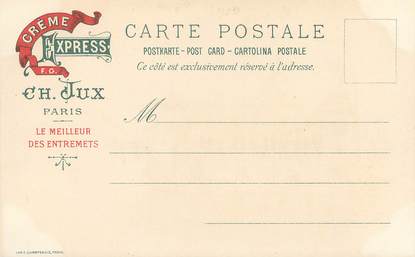 CRÈME
EXPRESS
F.O.
CH. JUX
PARIS
LE MEILLEUR
DES ENTREMETS
CARTE POSTALE
POSTKARTE - POST CARD - CARTOLINA POSTALE
Ce côté est exclusivement réservé à l'adresse.
M